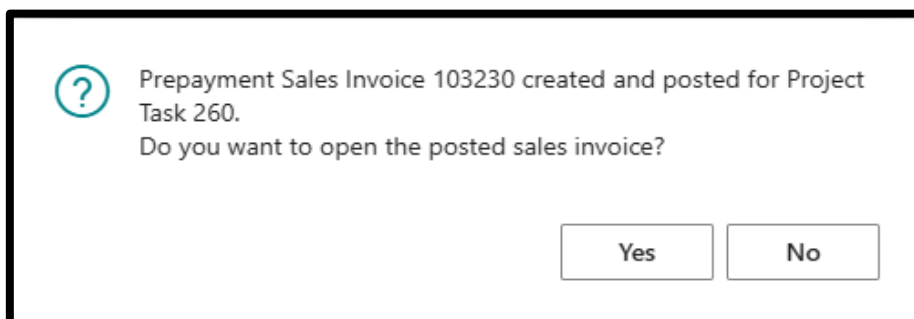 ?
Prepayment Sales Invoice 103230 created and posted for Project
Task 260.
Do you want to open the posted sales invoice?
Yes No